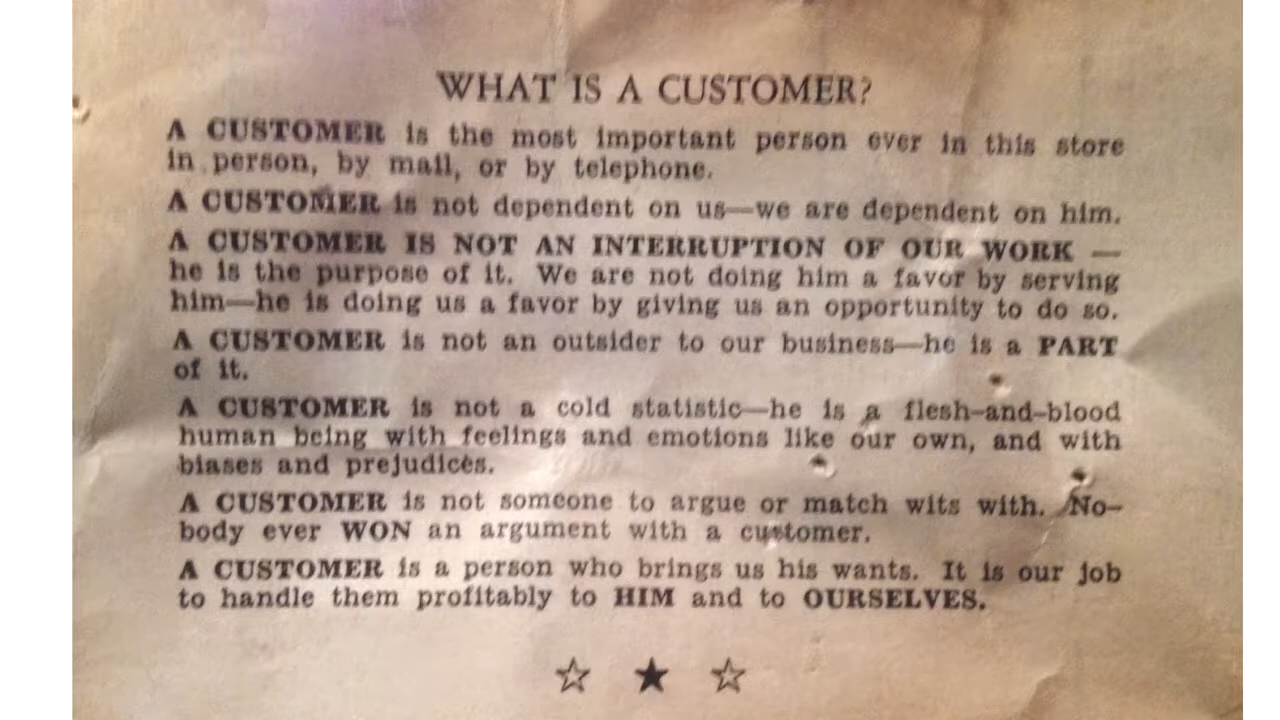 WHAT IS A CUSTOMER?
A CUSTOMER is the most important person ever in this store
in person, by mail, or by telephone.
A CUSTOMER is not dependent on us—we are dependent on him.
A CUSTOMER IS NOT AN INTERRUPTION OF OUR WORK —
he is the purpose of it. We are not doing him a favor by serving
him—he is doing us a favor by giving us an opportunity to do so.
A CUSTOMER is not an outsider to our business—he is a PART
of it.
A CUSTOMER is not a cold statistic—he is a flesh-and-blood
human being with feelings and emotions like our own, and with
biases and prejudices.
A CUSTOMER is not someone to argue or match wits with. No-
body ever WON an argument with a customer.
A CUSTOMER is a person who brings us his wants. It is our job
to handle them profitably to HIM and to OURSELVES.